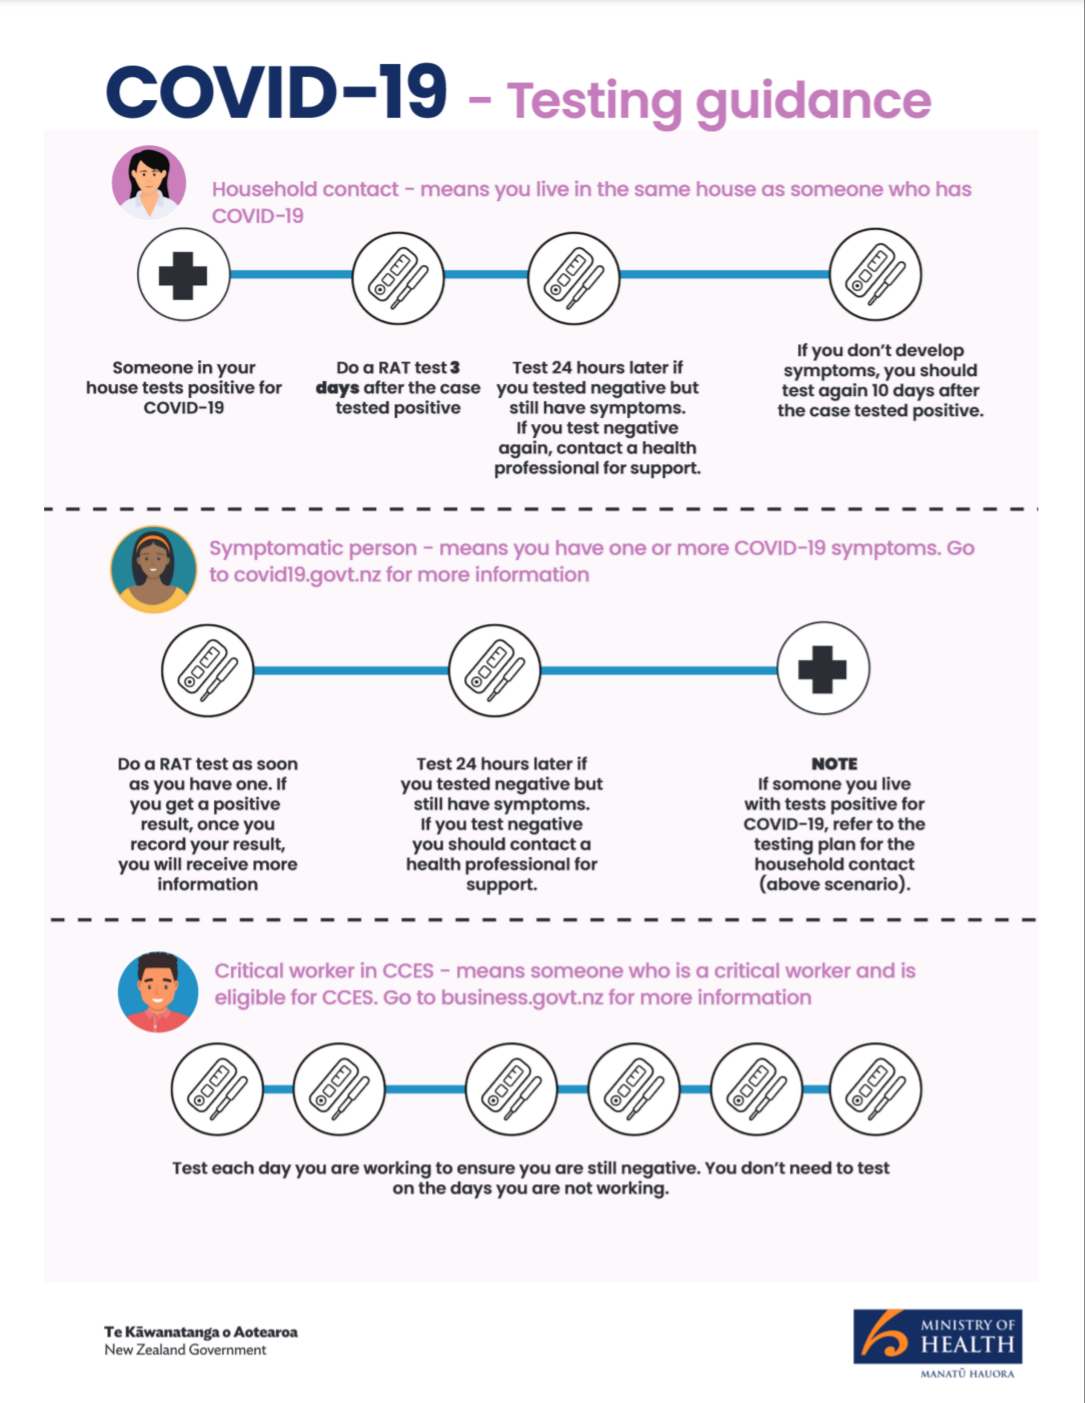 COVID-19 - Testing guidance
Household contact - means you live in the same house as someone who has
COVID-19
Someone in your
house tests positive for
COVID-19
Do a RAT test 3
days after the case
tested positive
Test 24 hours later if
you tested negative but
still have symptoms.
If you test negative
again, contact a health
professional for support.
If you don't develop
symptoms, you should
test again 10 days after
the case tested positive.
Symptomatic person - means you have one or more COVID-19 symptoms. Go
to covid19.govt.nz for more information
Do a RAT test as soon
as you have one. If
you get a positive
result, once you
record your result,
you will receive more
information
Test 24 hours later if
you tested negative but
still have symptoms.
If you test negative
you should contact a
health professional for
support.
NOTE
If somone you live
with tests positive for
COVID-19, refer to the
testing plan for the
household contact
(above scenario).
Critical worker in CCES - means someone who is a critical worker and is
eligible for CCES. Go to business.govt.nz for more information
Test each day you are working to ensure you are still negative. You don't need to test
on the days you are not working.
Te Kāwanatanga o Aotearoa
New Zealand Government
MINISTRY OF
HEALTH
MANATŪ HAUORA